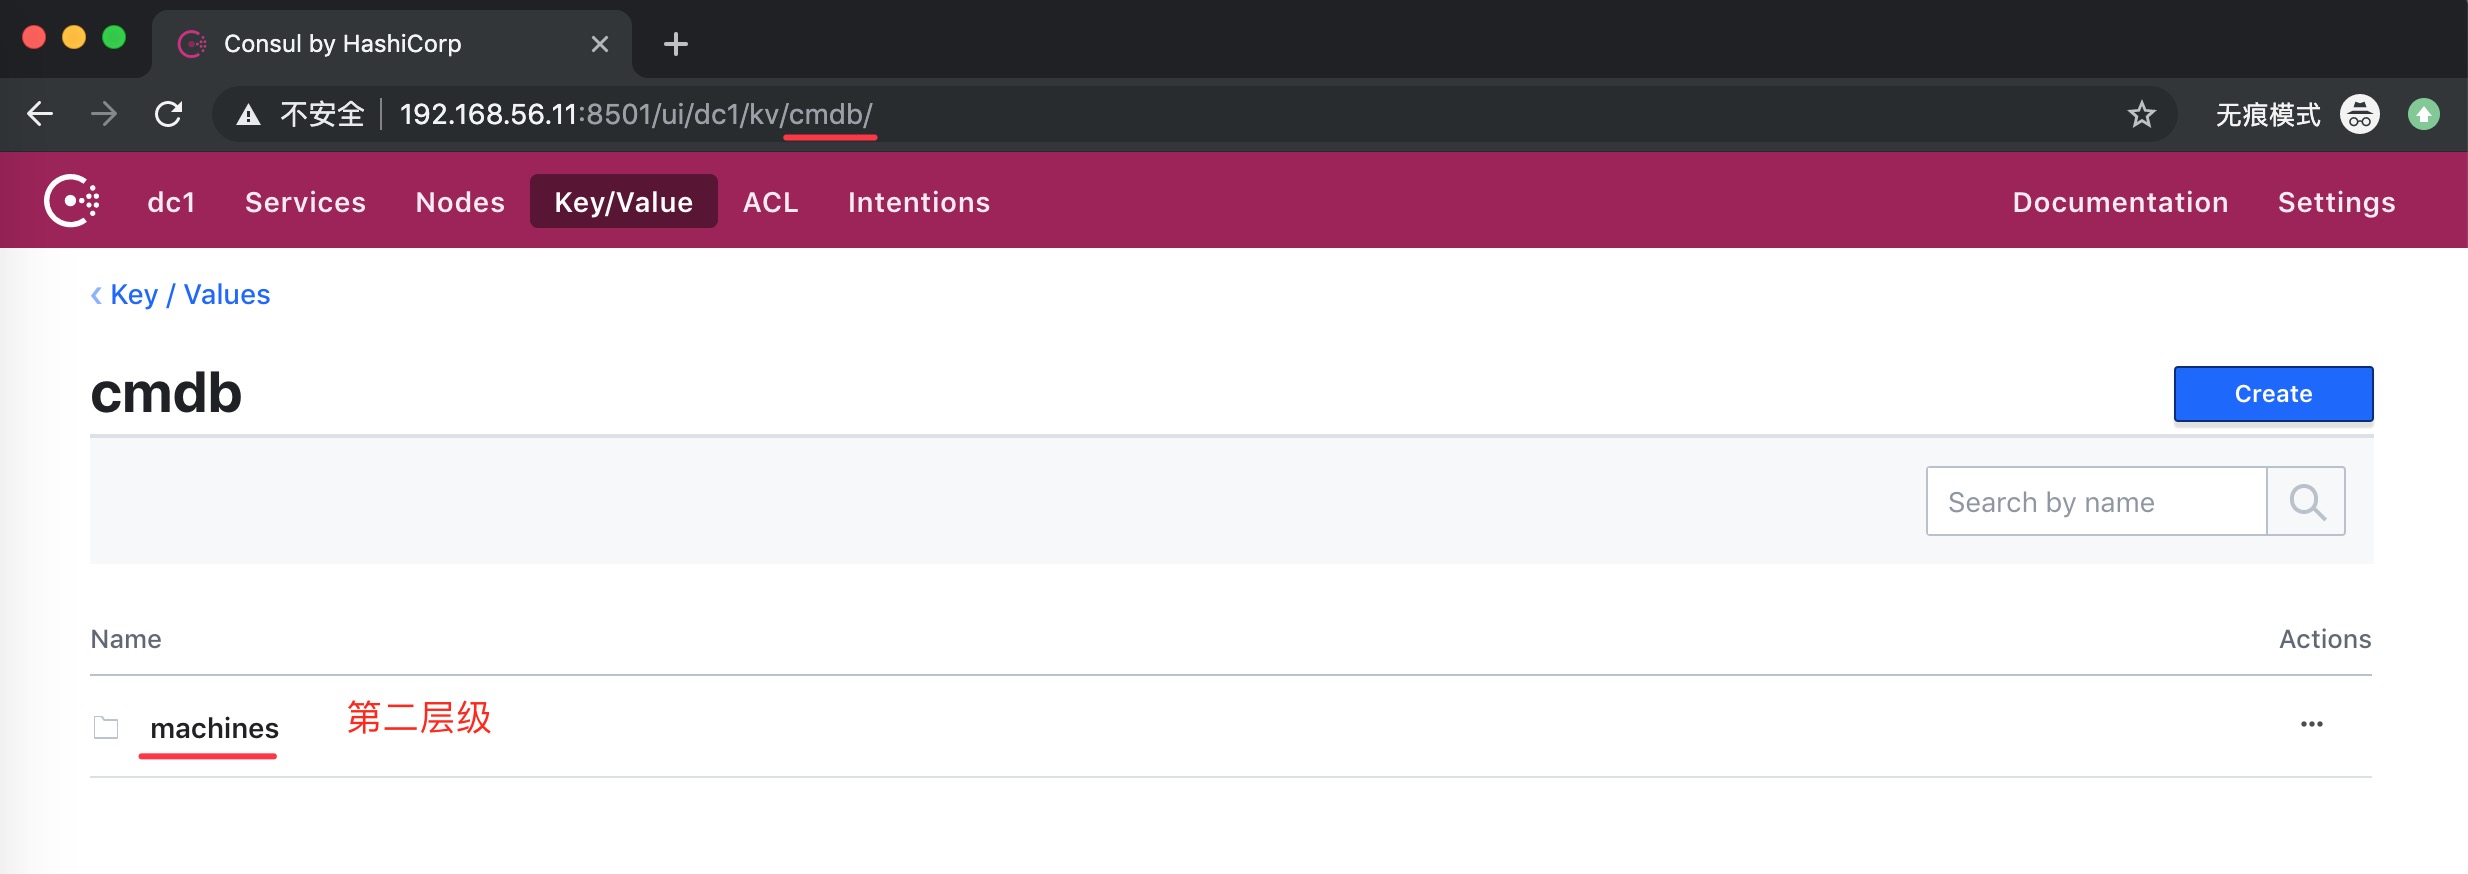 Consul by HashiCorp
不安全 192.168.56.11:8501/ui/dc1/kv/cmdb/ 无痕模式
dc1 Services Nodes Key/Value ACL Intentions Documentation Settings
‹ Key / Values
cmdb
Create
Search by name
Name Actions
machines 第二层级 ...